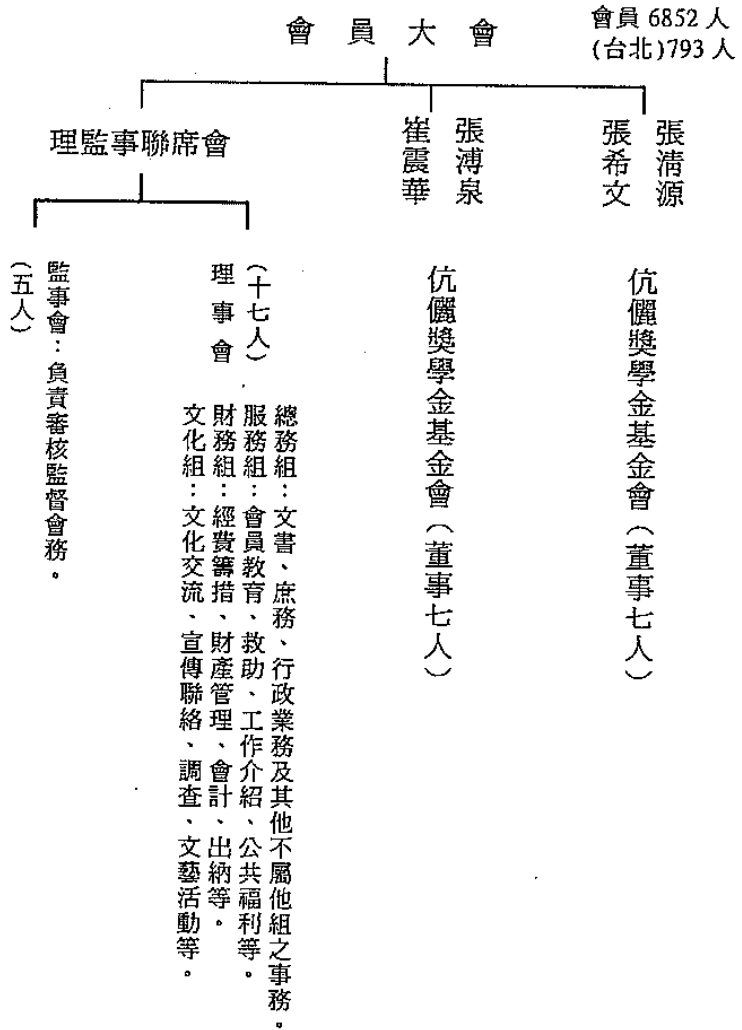 會員大會
會員 6852 人
(台北)793 人
張清源
張希文
伉儷獎學金基金會（董事七人）
張溥泉
崔震華
伉儷獎學金基金會（董事七人）
理監事聯席會
（十七人）
理事會
總務組：文書、庶務、行政業務及其他不屬他組之事務。
服務組：會員教育、救助、工作介紹、公共福利等。
財務組：經費籌措、財產管理、會計、出納等。
文化組：文化交流、宣傳聯絡、調查、文藝活動等。
監事會：負責審核監督會務。
（五人）